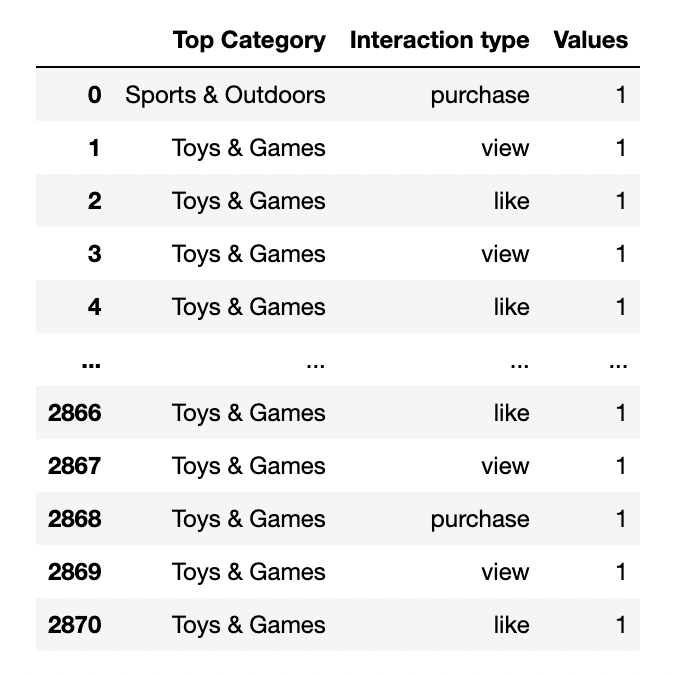 Top Category Interaction type Values
0 Sports & Outdoors purchase 1
1 Toys & Games view 1
2 Toys & Games like 1
3 Toys & Games view 1
4 Toys & Games like 1
... ... ... ...
2866 Toys & Games like 1
2867 Toys & Games view 1
2868 Toys & Games purchase 1
2869 Toys & Games view 1
2870 Toys & Games like 1